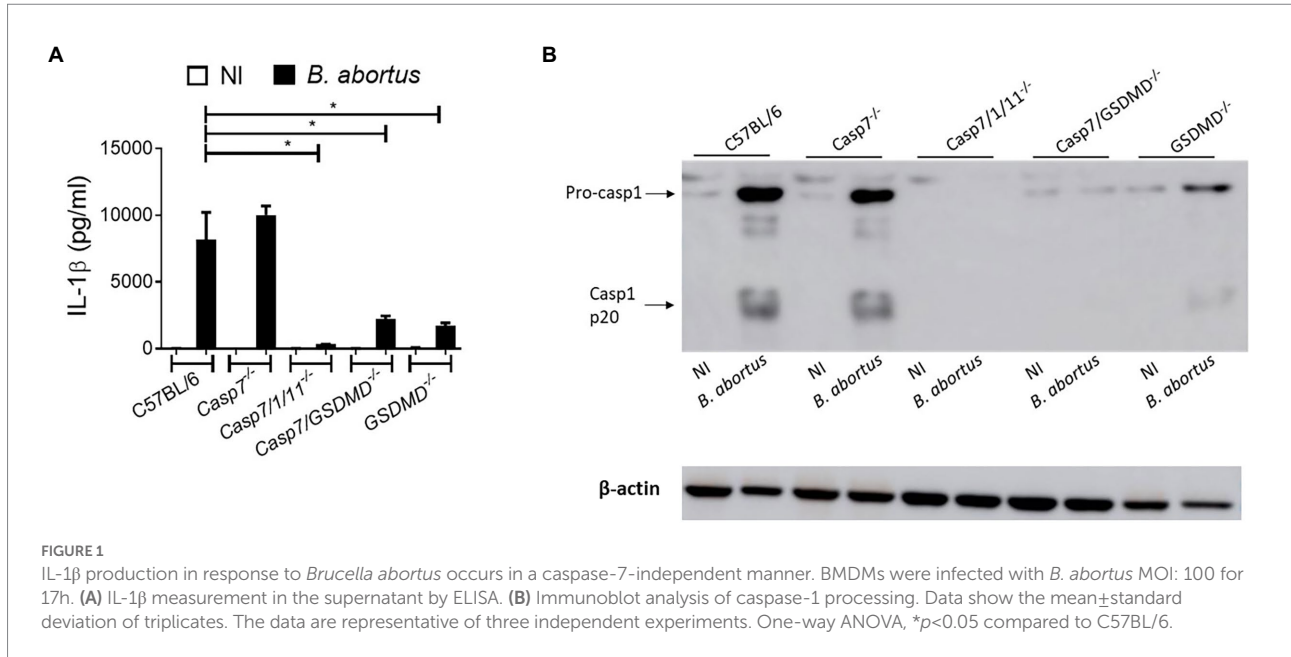 A
□ NI ■ B. abortus
*
*
*
15000
10000
5000
0
IL-1β (pg/ml)
C57BL/6
Casp7-/-
Casp7/1/11-/-
Casp7/GSDMD-/-
GSDMD-/-
B
C57BL/6
Casp7-/-
Casp7/1/11-/-
Casp7/GSDMD-/-
GSDMD-/-
Pro-casp1
Casp1
p20
NI
B. abortus
NI
B. abortus
NI
B. abortus
NI
B. abortus
NI
B. abortus
β-actin
FIGURE 1
IL-1β production in response to Brucella abortus occurs in a caspase-7-independent manner. BMDMs were infected with B. abortus MOI: 100 for
17h. (A) IL-1β measurement in the supernatant by ELISA. (B) Immunoblot analysis of caspase-1 processing. Data show the mean±standard
deviation of triplicates. The data are representative of three independent experiments. One-way ANOVA, *p<0.05 compared to C57BL/6.